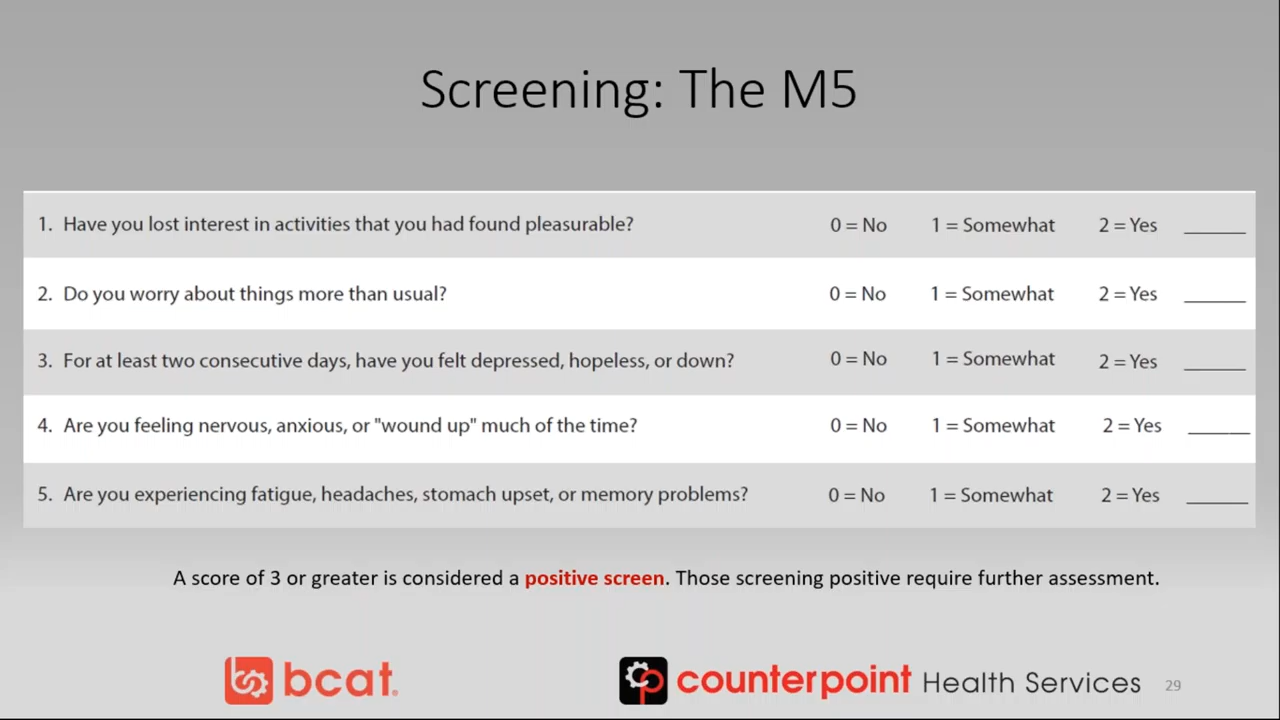 Screening: The M5
1. Have you lost interest in activities that you had found pleasurable? 0 = No 1 = Somewhat 2 = Yes ______
2. Do you worry about things more than usual? 0 = No 1 = Somewhat 2 = Yes ______
3. For at least two consecutive days, have you felt depressed, hopeless, or down? 0 = No 1 = Somewhat 2 = Yes ______
4. Are you feeling nervous, anxious, or "wound up" much of the time? 0 = No 1 = Somewhat 2 = Yes ______
5. Are you experiencing fatigue, headaches, stomach upset, or memory problems? 0 = No 1 = Somewhat 2 = Yes ______
A score of 3 or greater is considered a positive screen. Those screening positive require further assessment.
bcat®
counterpoint Health Services
29